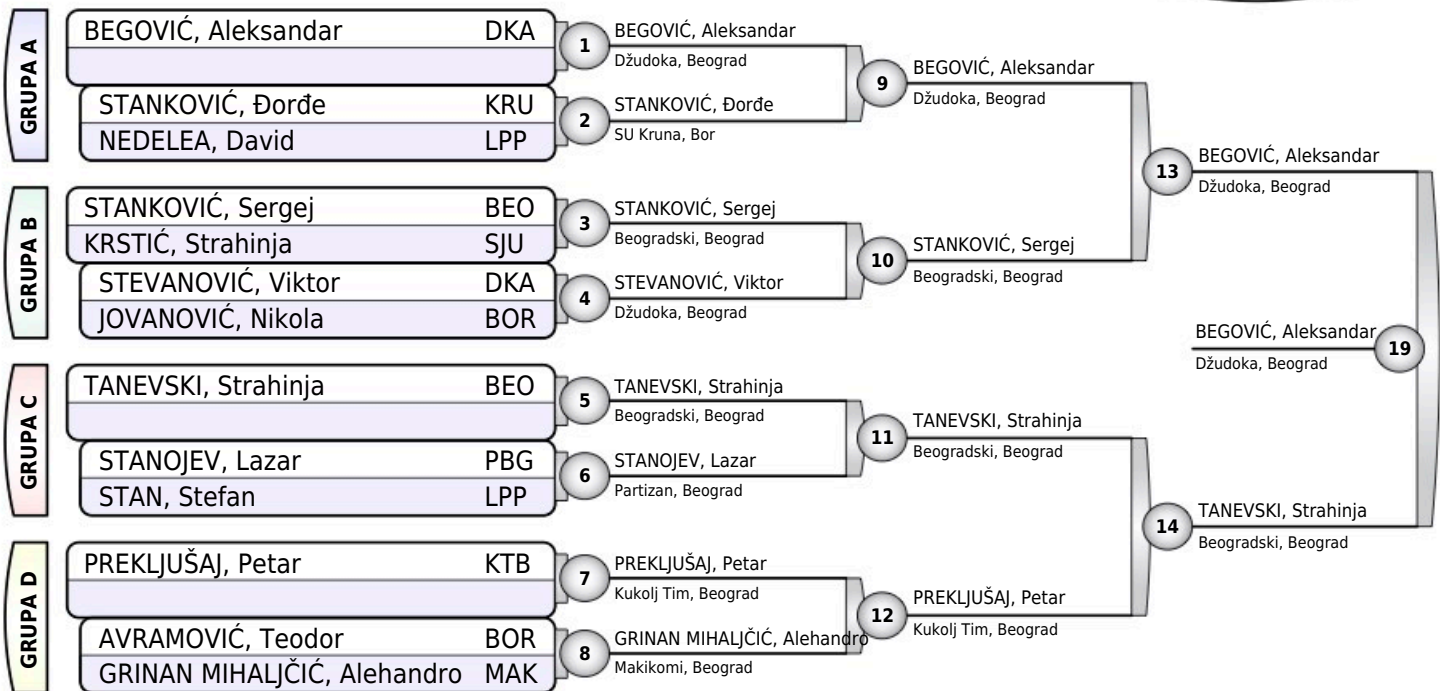 GRUPA A
BEGOVIĆ, Aleksandar DKA
STANKOVIĆ, Đorđe KRU
NEDELEA, David LPP
GRUPA B
STANKOVIĆ, Sergej BEO
KRSTIĆ, Strahinja SJU
STEVANOVIĆ, Viktor DKA
JOVANOVIĆ, Nikola BOR
GRUPA C
TANEVSKI, Strahinja BEO
STANOJEV, Lazar PBG
STAN, Stefan LPP
GRUPA D
PREKLJUŠAJ, Petar KTB
AVRAMOVIĆ, Teodor BOR
GRINAN MIHALJČIĆ, Alehandro MAK
1
BEGOVIĆ, Aleksandar
Džudoka, Beograd
2
STANKOVIĆ, Đorđe
SU Kruna, Bor
3
STANKOVIĆ, Sergej
Beogradski, Beograd
4
STEVANOVIĆ, Viktor
Džudoka, Beograd
5
TANEVSKI, Strahinja
Beogradski, Beograd
6
STANOJEV, Lazar
Partizan, Beograd
7
PREKLJUŠAJ, Petar
Kukolj Tim, Beograd
8
GRINAN MIHALJČIĆ, Alehandro
Makikomi, Beograd
9
BEGOVIĆ, Aleksandar
Džudoka, Beograd
10
STANKOVIĆ, Sergej
Beogradski, Beograd
11
TANEVSKI, Strahinja
Beogradski, Beograd
12
PREKLJUŠAJ, Petar
Kukolj Tim, Beograd
13
BEGOVIĆ, Aleksandar
Džudoka, Beograd
14
TANEVSKI, Strahinja
Beogradski, Beograd
BEGOVIĆ, Aleksandar
Džudoka, Beograd
19